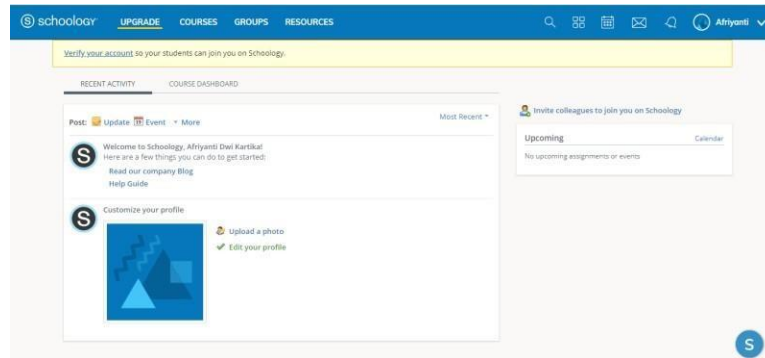 schoology UPGRADE COURSES GROUPS RESOURCES Afriyanti
Verify your account so your students can join you on Schoology.
RECENT ACTIVITY COURSE DASHBOARD
Post: Update Event More Most Recent
Invite colleagues to join you on Schoology
Upcoming Calendar
No upcoming assignments or events
Welcome to Schoology, Afriyanti Dwi Kartika!
Here are a few things you can do to get started:
Read our company Blog
Help Guide
Customize your profile
Upload a photo
Edit your profile